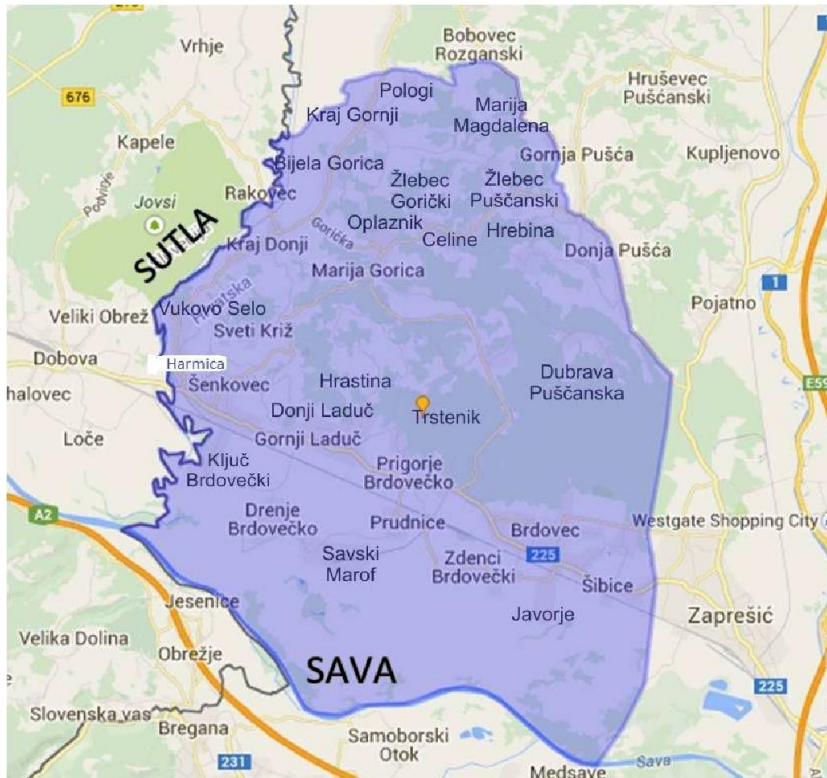 Vrhje
Bobovec
Rozganski
Hruševec
Pušćanski
676
Pologi
Kraj Gornji
Marija
Magdalena
Kapele
Gornja Pušća
Kupljenovo
Bijela Gorica
Jovsi
Rakovec
Žlebec
Gorički
Žlebec
Puščanski
SUTLA
Gorička
Oplaznik
Celine
Hrebina
Kraj Donji
Donja Pušća
Marija Gorica
1
Pojatno
Vukovo Selo
Veliki Obrež
Sveti Križ
Dobova
Harmica
Šenkovec
Hrastina
Dubrava
Puščanska
E59
halovec
Donji Laduč
Trstenik
Loče
Gornji Laduč
Ključ
Brdovečki
Prigorje
Brdovečko
A2
Drenje
Brdovečko
Prudnice
Brdovec
Westgate Shopping City
225
Savski
Marof
Zdenci
Brdovečki
Šibice
Jesenice
Javorje
Zaprešić
Velika Dolina
Obrežje
SAVA
225
Slovenska vas
Bregana
Samoborski
Otok
231
Sava
Medsave